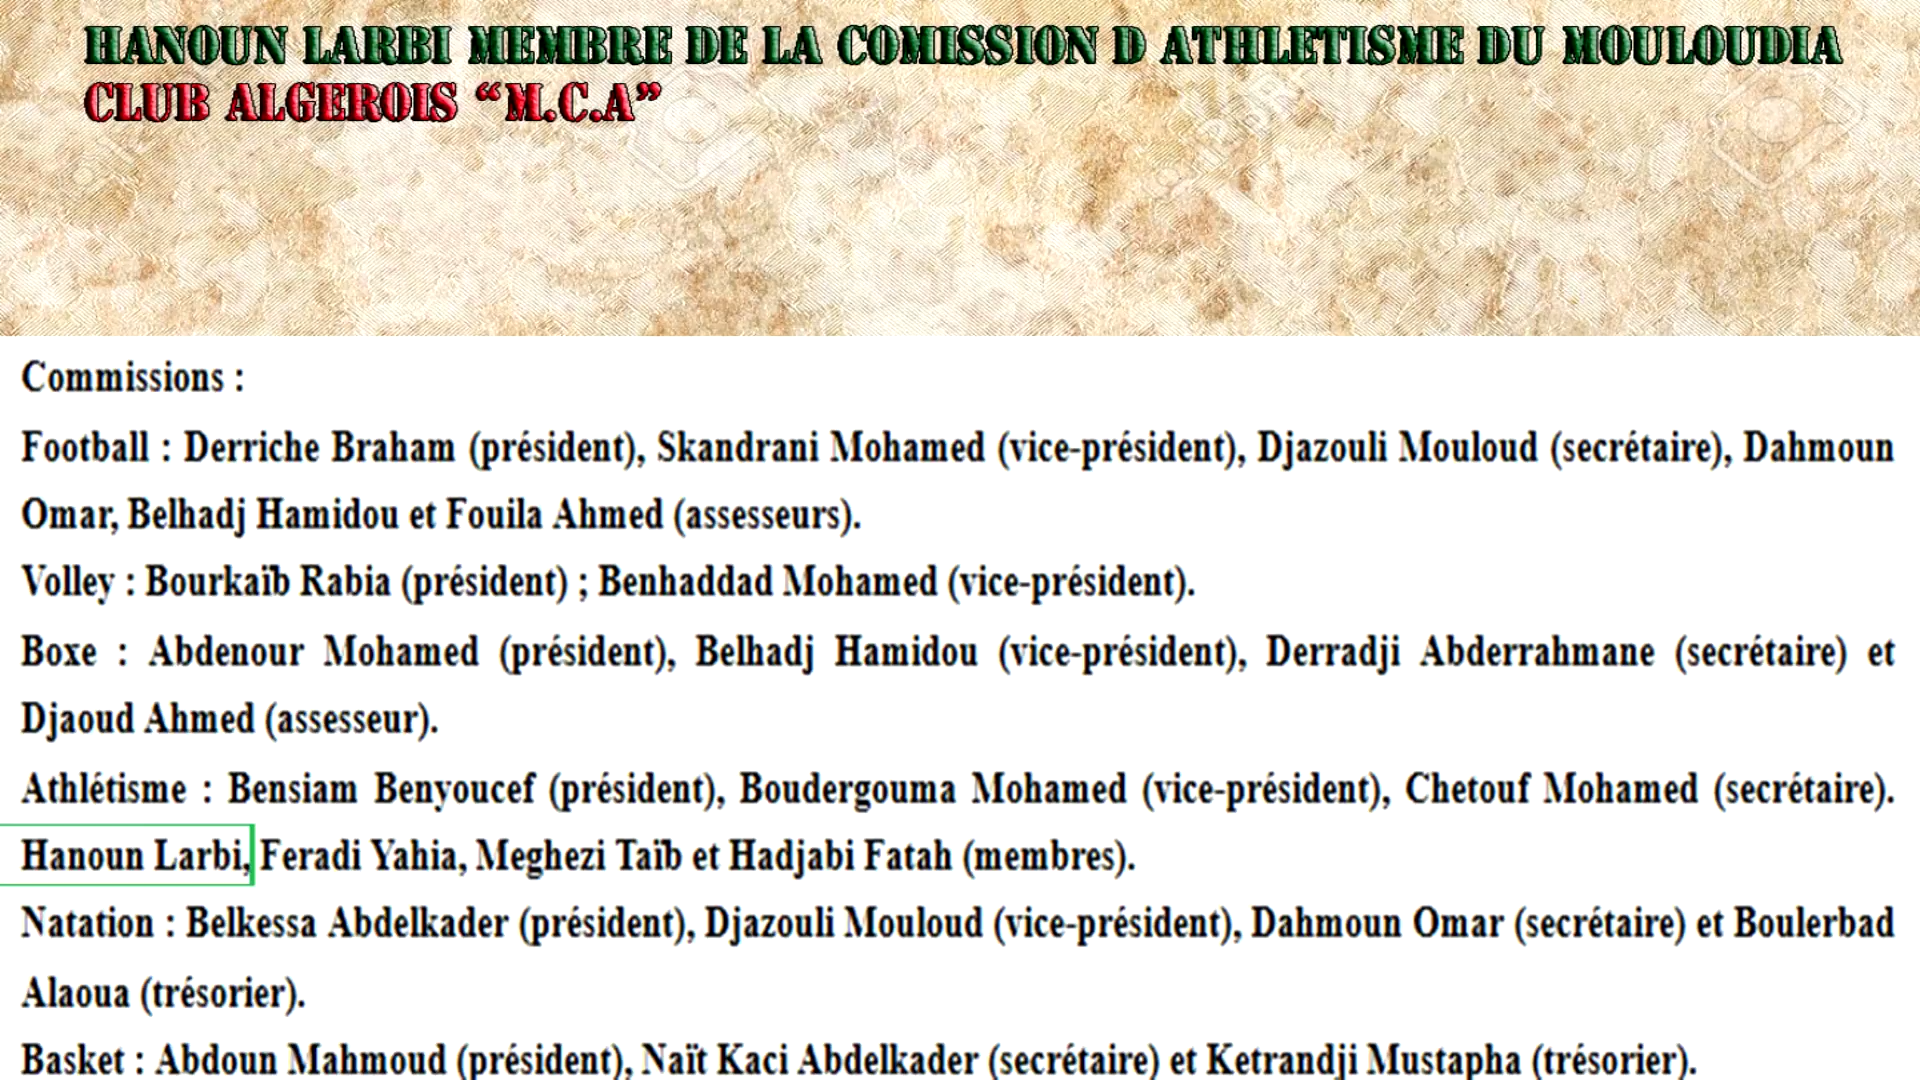 HANOUN LARBI MEMBRE DE LA COMISSION D ATHLETISME DU MOULOUDIA
CLUB ALGEROIS “M.C.A”
Commissions :
Football : Derriche Braham (président), Skandrani Mohamed (vice-président), Djazouli Mouloud (secrétaire), Dahmoun
Omar, Belhadj Hamidou et Fouila Ahmed (assesseurs).
Volley : Bourkaïb Rabia (président) ; Benhaddad Mohamed (vice-président).
Boxe : Abdenour Mohamed (président), Belhadj Hamidou (vice-président), Derradji Abderrahmane (secrétaire) et
Djaoud Ahmed (assesseur).
Athlétisme : Bensiam Benyoucef (président), Boudergouma Mohamed (vice-président), Chetouf Mohamed (secrétaire).
Hanoun Larbi, Feradi Yahia, Meghezi Taïb et Hadjabi Fatah (membres).
Natation : Belkessa Abdelkader (président), Djazouli Mouloud (vice-président), Dahmoun Omar (secrétaire) et Boulerbad
Alaoua (trésorier).
Basket : Abdoun Mahmoud (président), Naït Kaci Abdelkader (secrétaire) et Ketrandji Mustapha (trésorier).